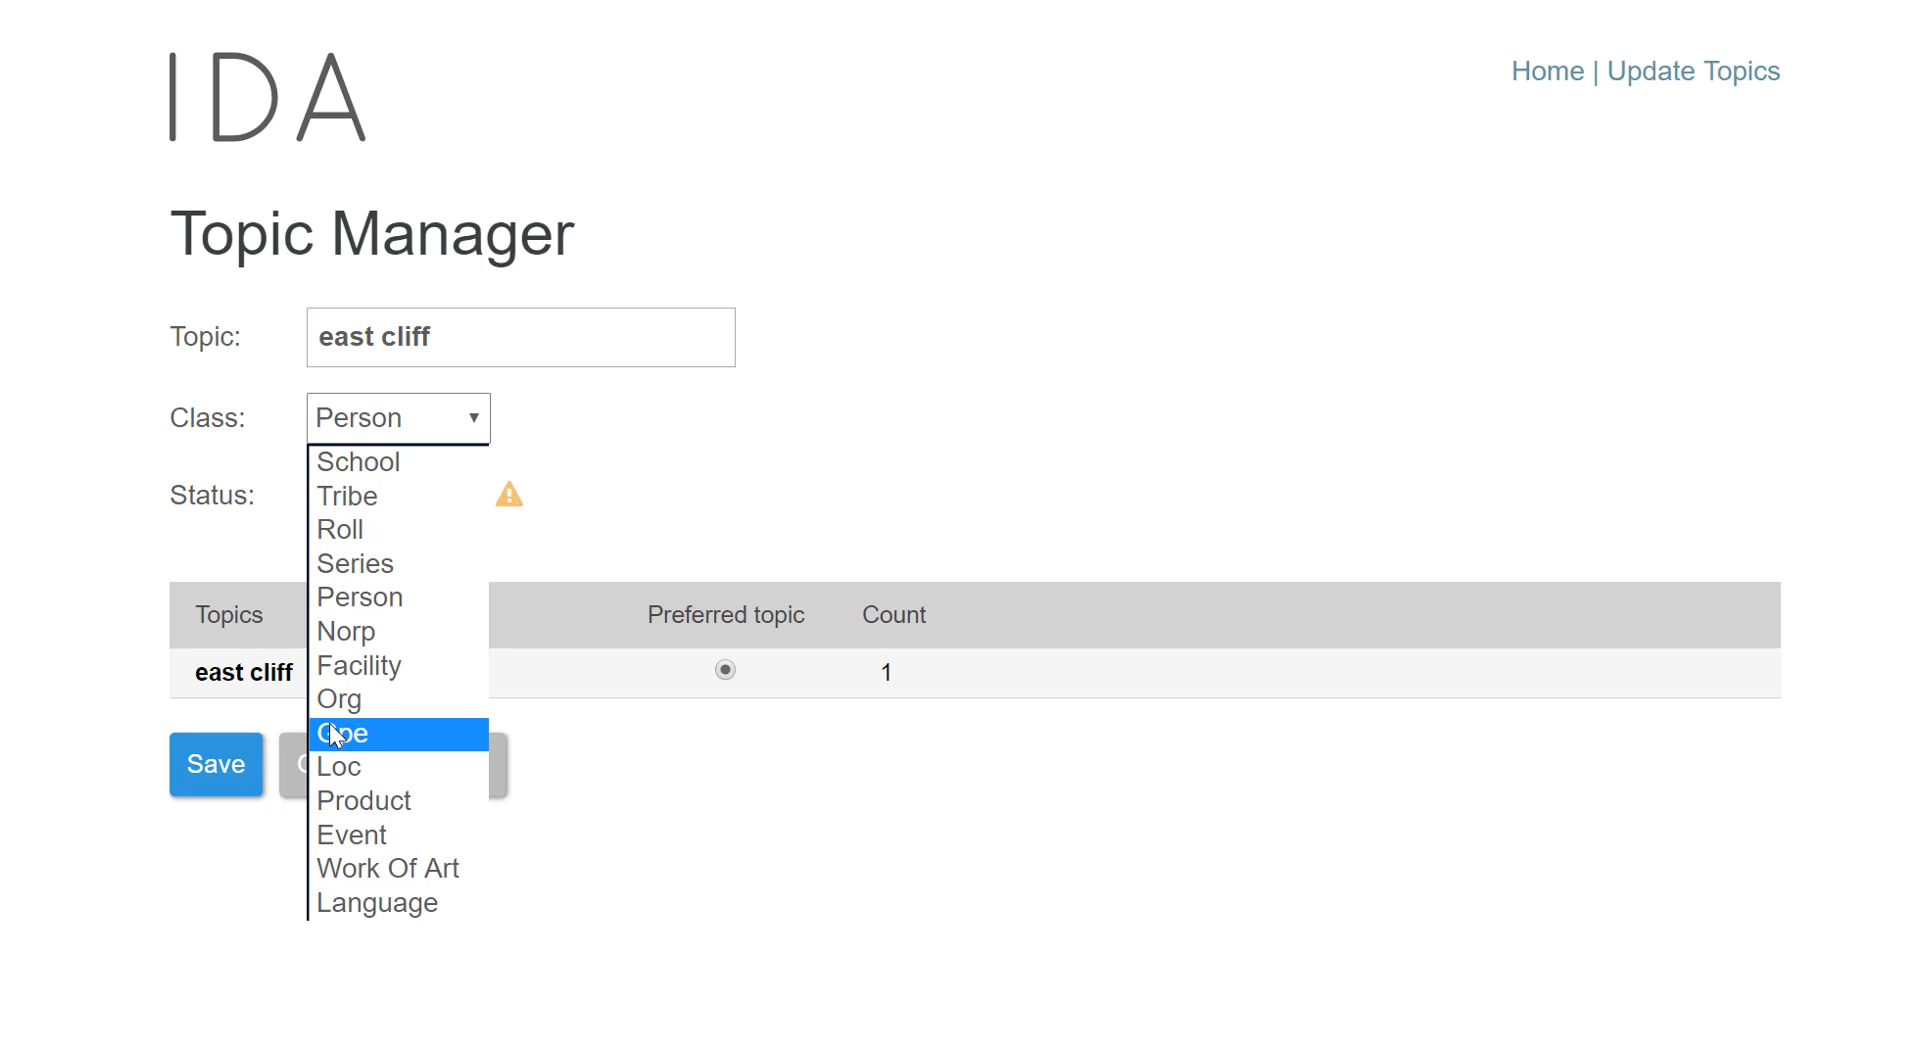 IDA
Home | Update Topics
Topic Manager
Topic: east cliff
Class: Person
School
Tribe
Status:
Roll
Series
Person
Topics Preferred topic Count
Norp
Facility
east cliff 1
Org
Gpe
Save
Loc
Product
Event
Work Of Art
Language